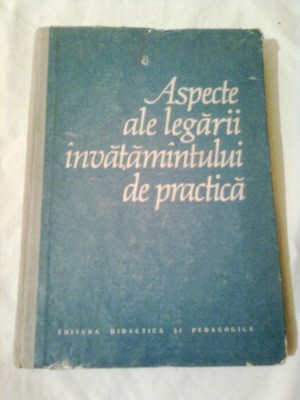 Aspecte
ale legării
învățămîntului
de practică
EDITURA DIDACTICĂ ȘI PEDAGOGICĂ